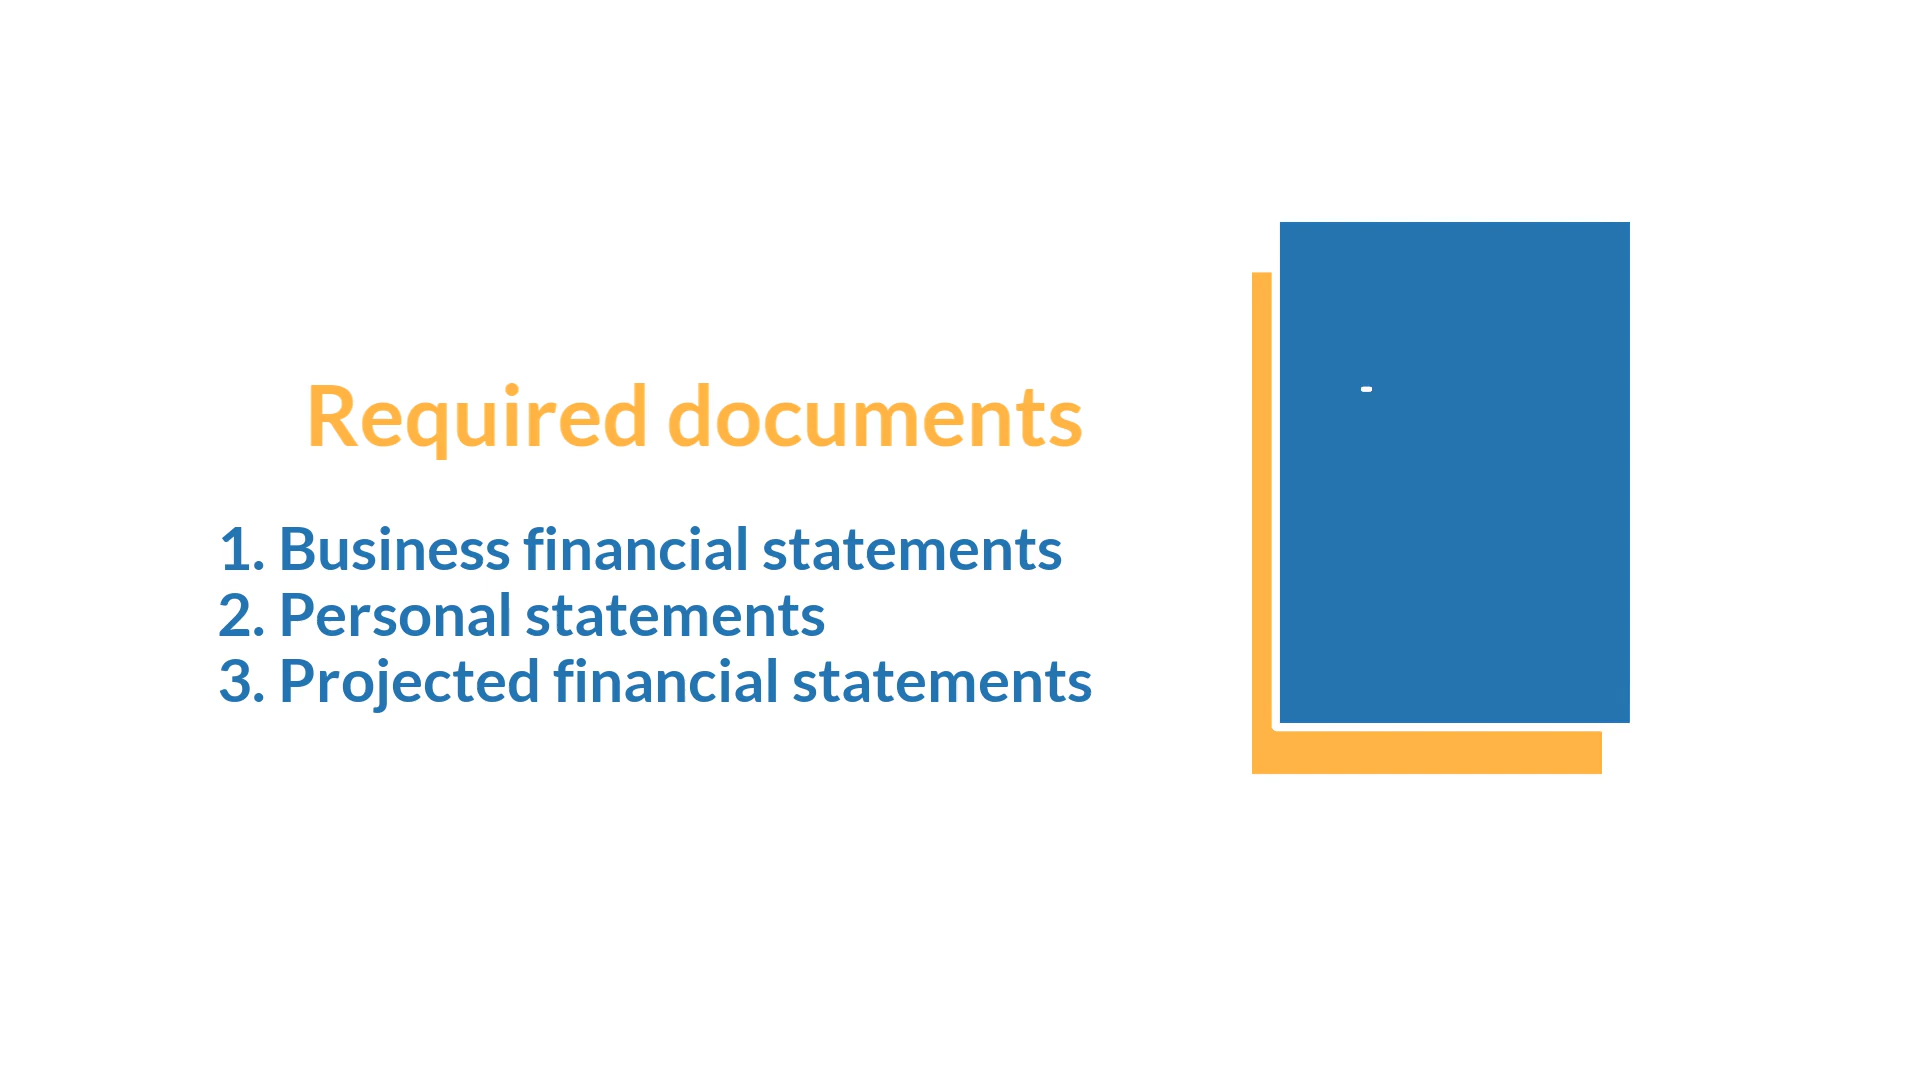 Required documents
1. Business financial statements
2. Personal statements
3. Projected financial statements